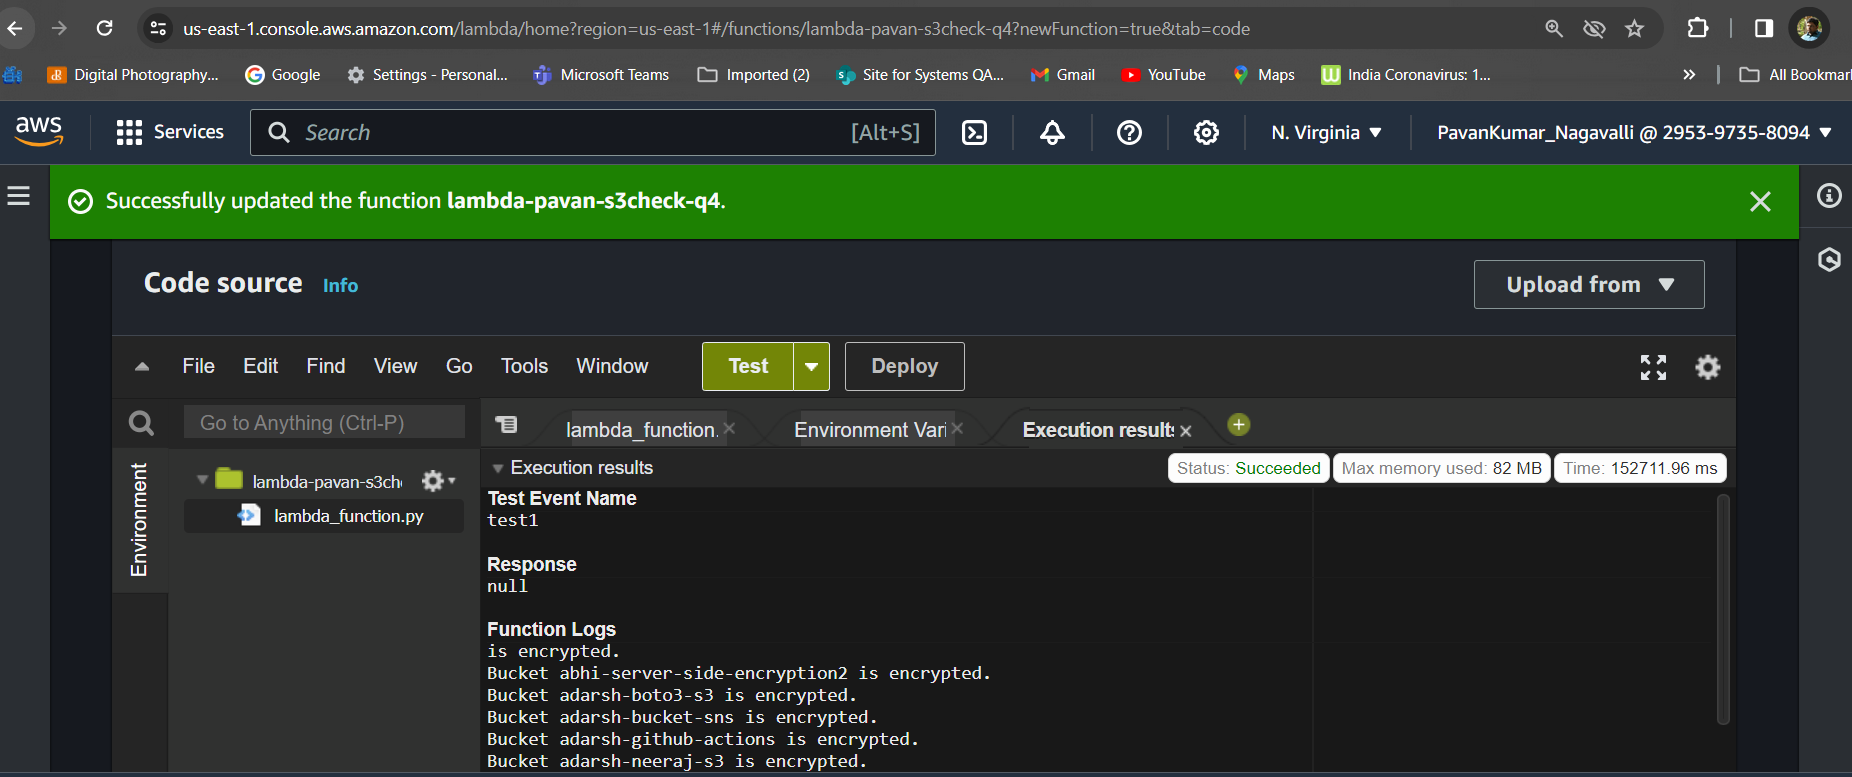 us-east-1.console.aws.amazon.com/lambda/home?region=us-east-1#/functions/lambda-pavan-s3check-q4?newFunction=true&tab=code
Digital Photography... Google Settings - Personal... Microsoft Teams Imported (2) Site for Systems QA... Gmail YouTube Maps India Coronavirus: 1... » All Bookmar
aws Services Search [Alt+S] N. Virginia PavanKumar_Nagavalli @ 2953-9735-8094
Successfully updated the function lambda-pavan-s3check-q4.
Code source Info Upload from
File Edit Find View Go Tools Window Test Deploy
Go to Anything (Ctrl-P) lambda_function. Environment Vari Execution results
Environment
lambda-pavan-s3ch
lambda_function.py
Execution results Status: Succeeded Max memory used: 82 MB Time: 152711.96 ms
Test Event Name
test1
Response
null
Function Logs
is encrypted.
Bucket abhi-server-side-encryption2 is encrypted.
Bucket adarsh-boto3-s3 is encrypted.
Bucket adarsh-bucket-sns is encrypted.
Bucket adarsh-github-actions is encrypted.
Bucket adarsh-neeraj-s3 is encrypted.